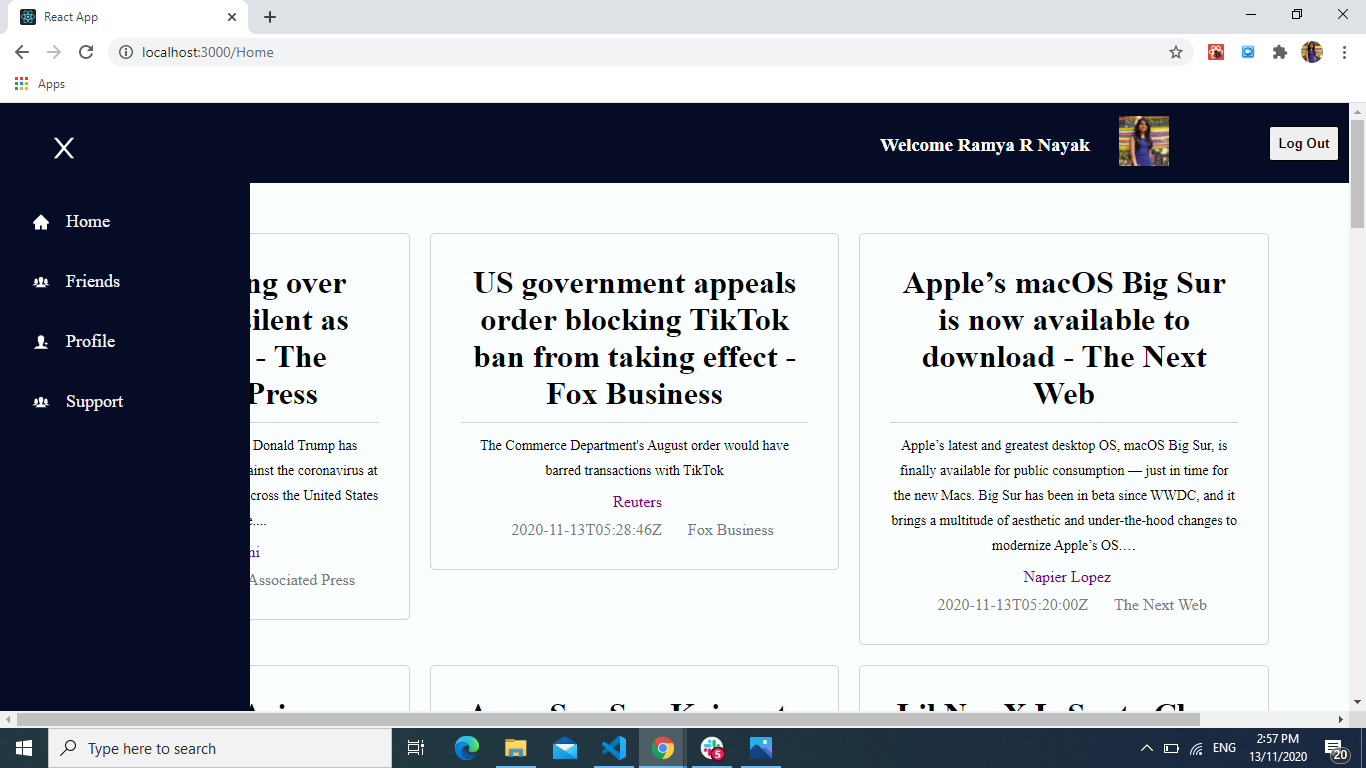 React App
localhost:3000/Home
Apps
X
Welcome Ramya R Nayak
Log Out
Home
Friends
Profile
Support
over
as
- The
Press
Donald Trump has
the coronavirus at
the United States
Associated Press
US government appeals
order blocking TikTok
ban from taking effect -
Fox Business
The Commerce Department's August order would have
barred transactions with TikTok
Reuters
2020-11-13T05:28:46Z Fox Business
Apple’s macOS Big Sur
is now available to
download - The Next
Web
Apple’s latest and greatest desktop OS, macOS Big Sur, is
finally available for public consumption — just in time for
the new Macs. Big Sur has been in beta since WWDC, and it
brings a multitude of aesthetic and under-the-hood changes to
modernize Apple’s OS.…
Napier Lopez
2020-11-13T05:20:00Z The Next Web
Type here to search
5
ENG
2:57 PM
13/11/2020
20